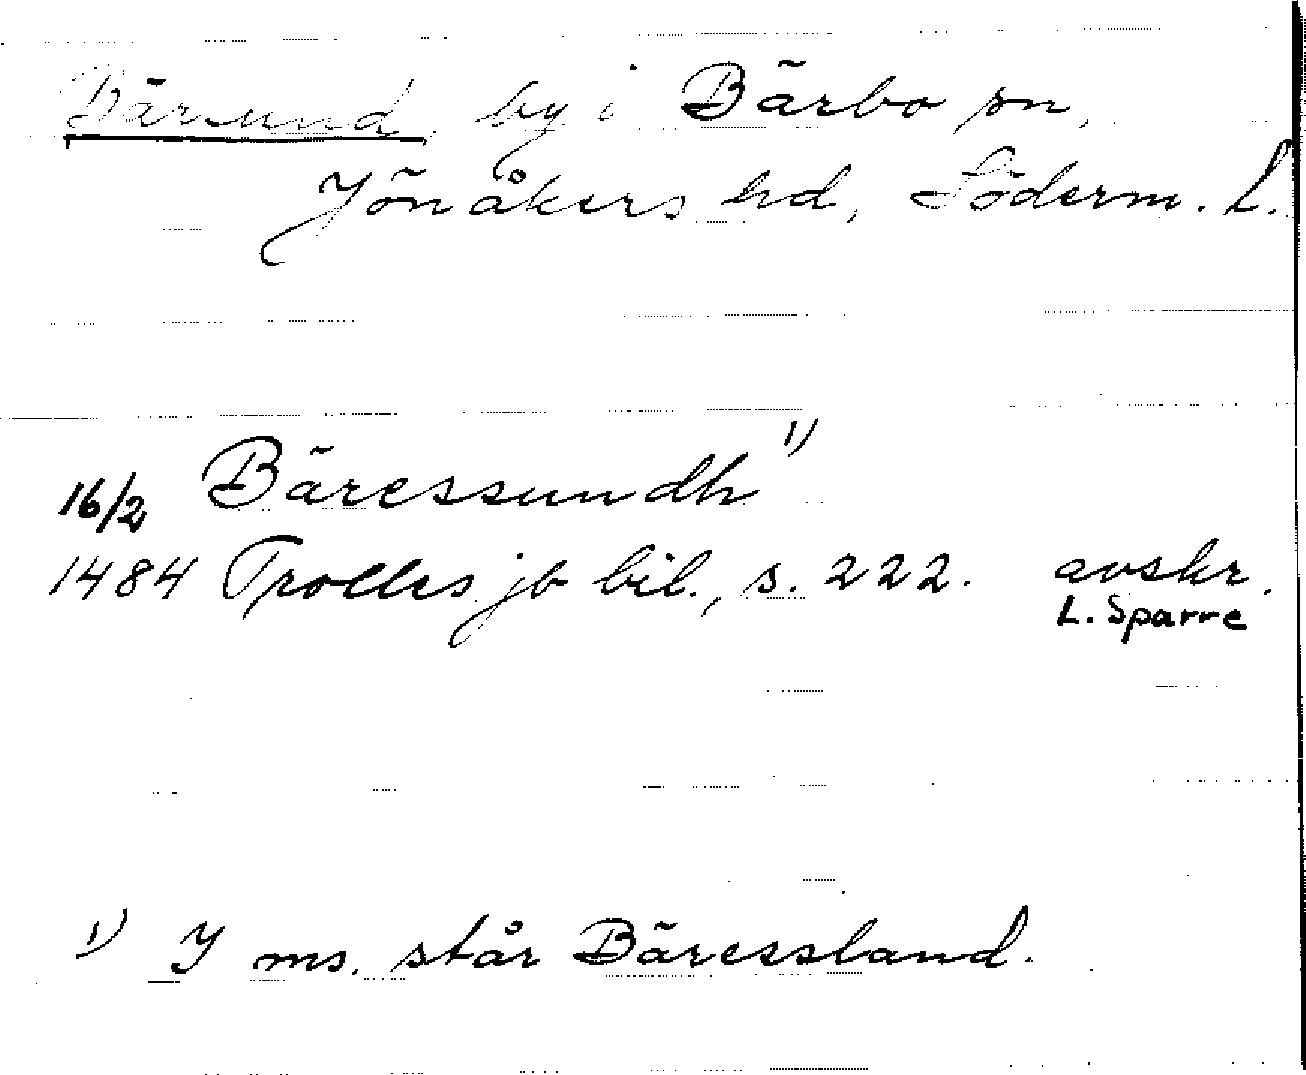 Bärsund, by i Bärbo sn,
Jönåkers hd, Söderm. L.
16/2 Bäressundh 1)
1484 Trolles jb bil., s. 222. avskr.
L. Sparre
1) I ms. står Bäressland.